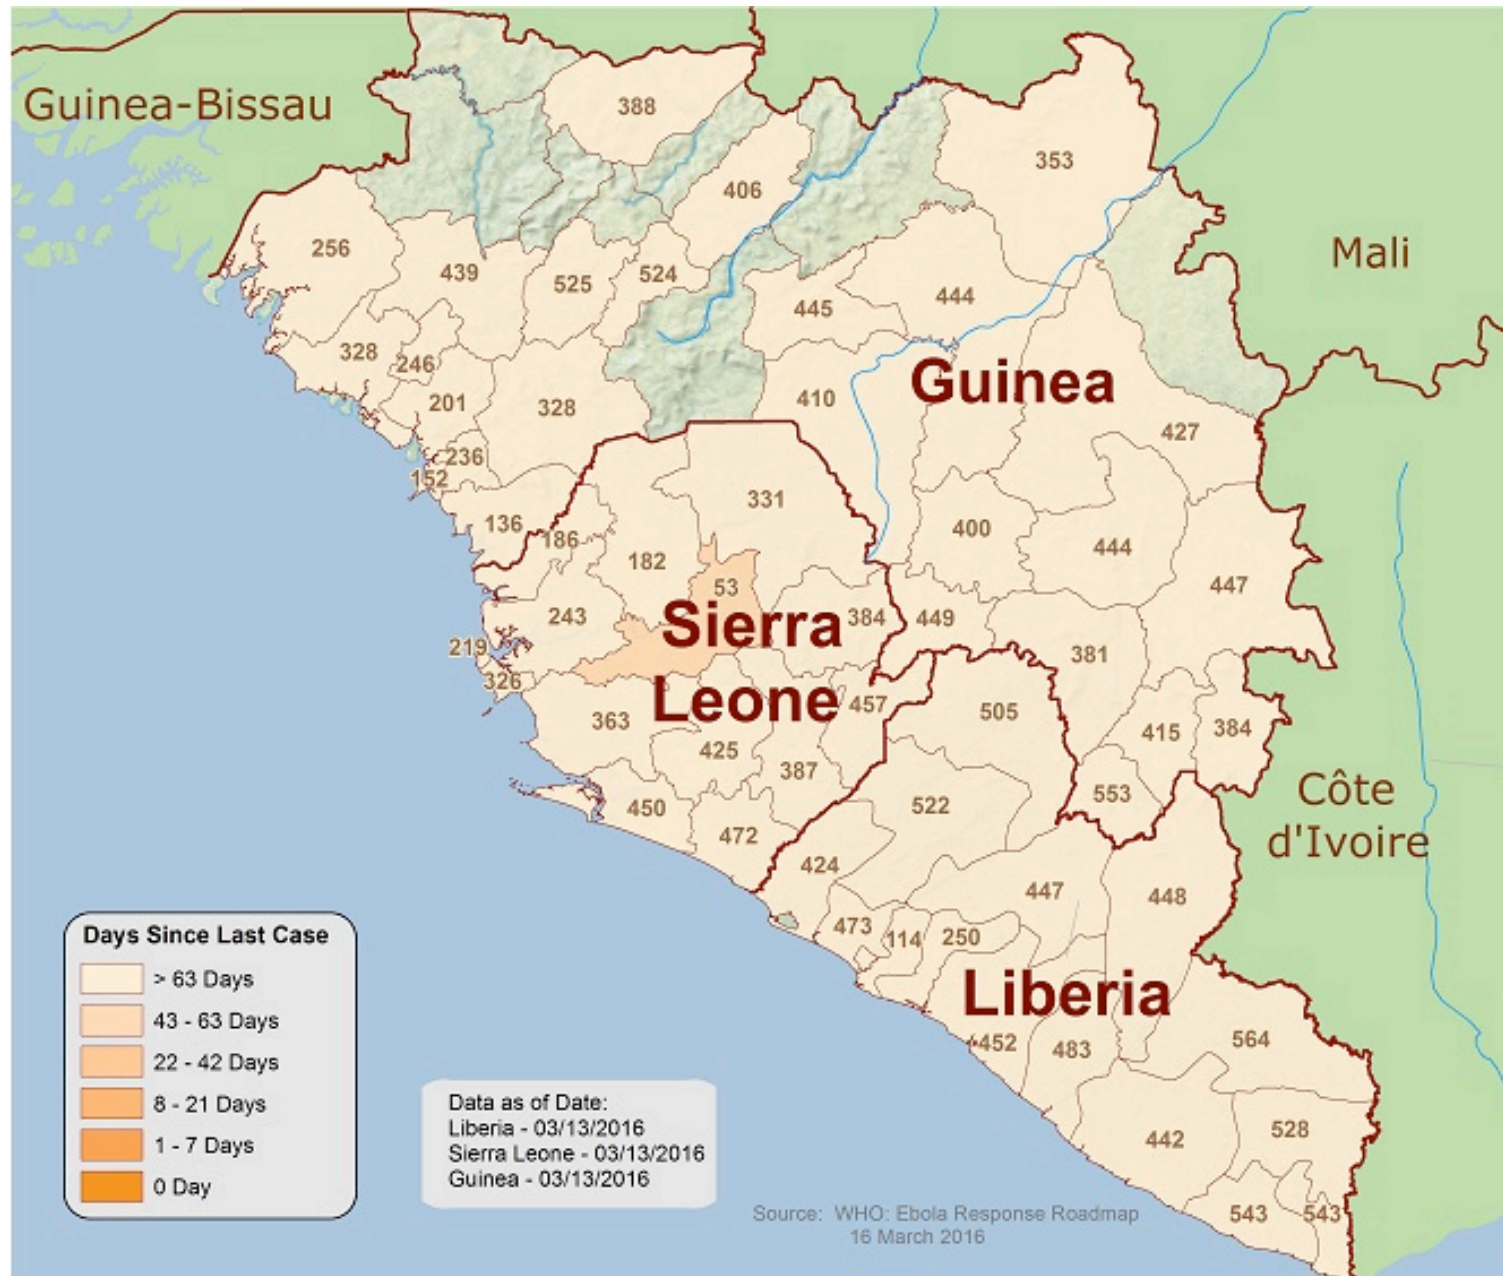 388
Guinea-Bissau
353
406
256
Mali
439
525
524
445
444
328
246
Guinea
201
328
410
427
236
152
331
136
186
400
444
182
53
447
243
Sierra
384
449
219
381
326
Leone
457
505
363
415
384
425
387
553
Côte
450
522
472
d'Ivoire
424
447
448
473
114
250
Liberia
452
483
564
442
528
543
543
Days Since Last Case
> 63 Days
43 - 63 Days
22 - 42 Days
8 - 21 Days
1 - 7 Days
0 Day
Data as of Date:
Liberia - 03/13/2016
Sierra Leone - 03/13/2016
Guinea - 03/13/2016
Source: WHO: Ebola Response Roadmap
16 March 2016